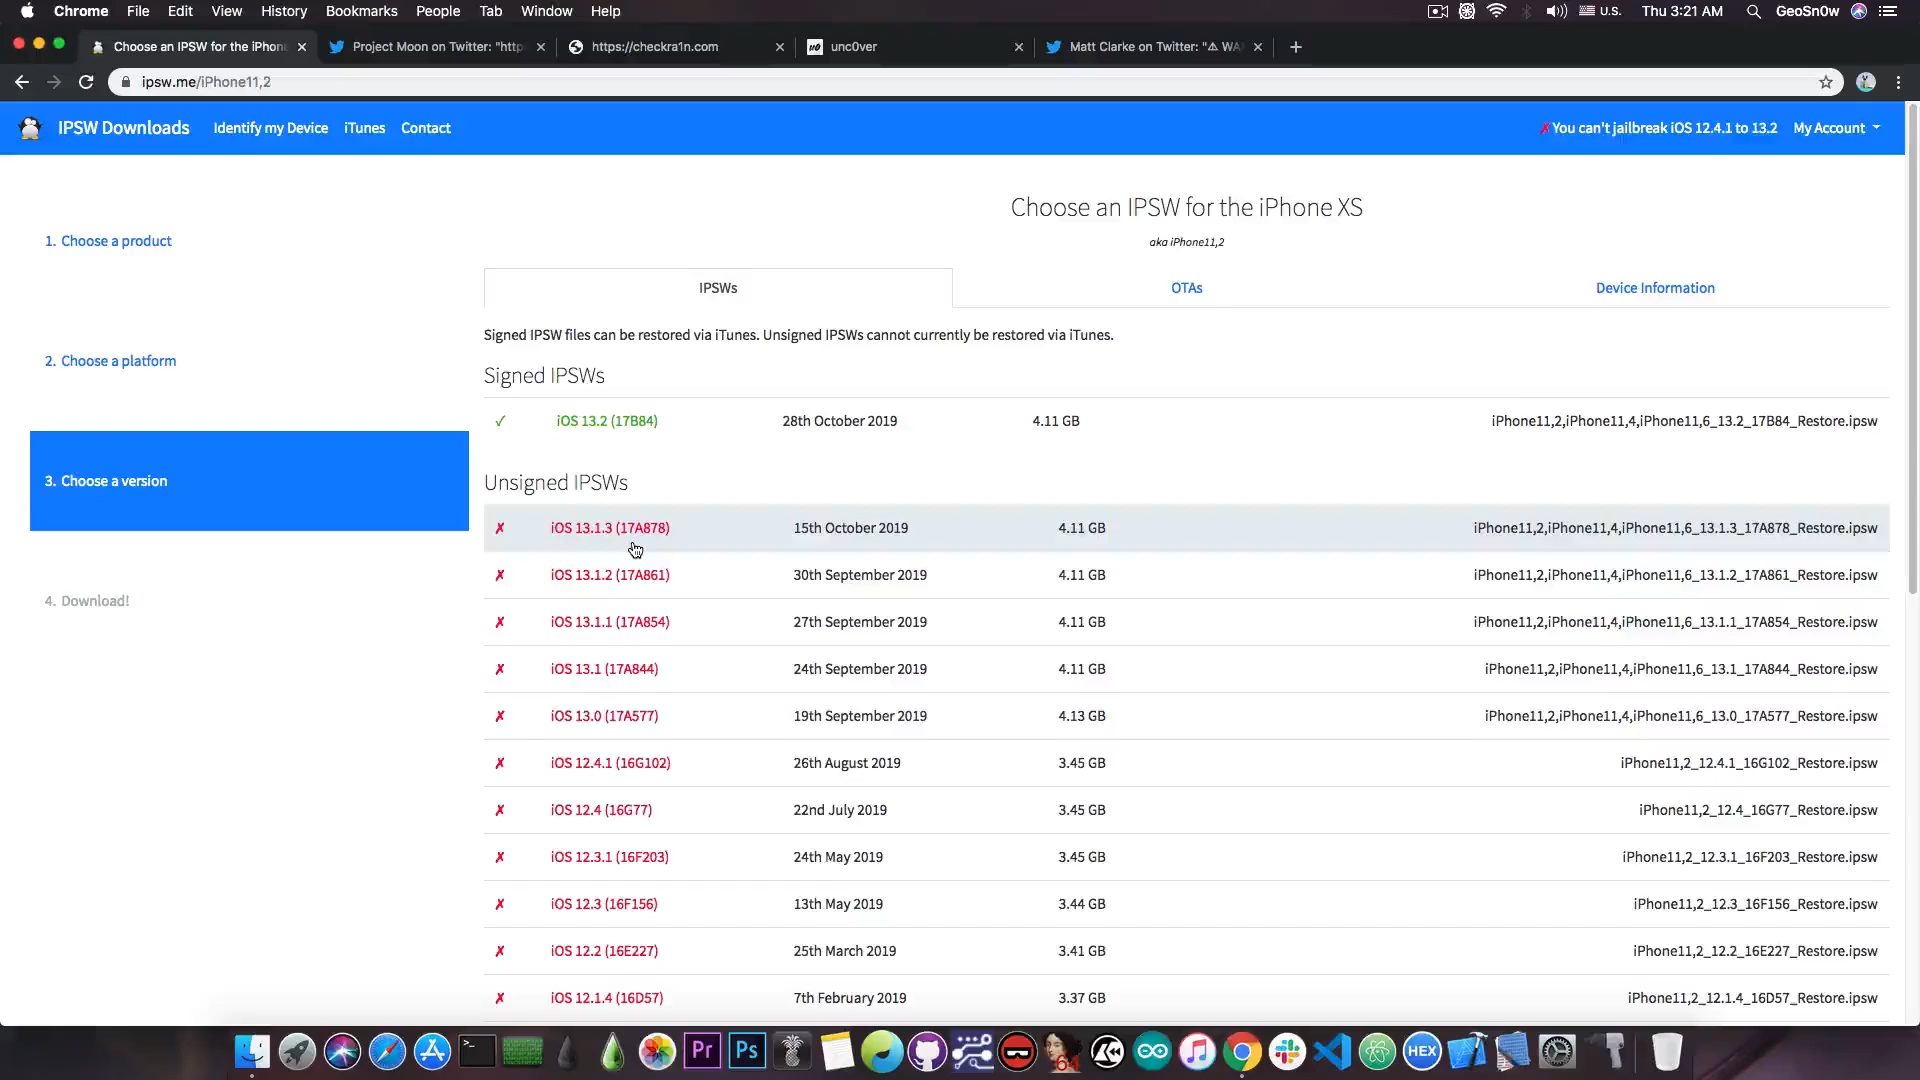 Chrome File Edit View History Bookmarks People Tab Window Help
U.S. Thu 3:21 AM GeoSn0w
Choose an IPSW for the iPhone
Project Moon on Twitter: "http
https://checkra1n.com
unc0ver
Matt Clarke on Twitter: "⚠ WA
ipsw.me/iPhone11,2
IPSW Downloads Identify my Device iTunes Contact
✗You can't jailbreak iOS 12.4.1 to 13.2 My Account
Choose an IPSW for the iPhone XS
aka iPhone11,2
1. Choose a product
2. Choose a platform
3. Choose a version
4. Download!
IPSWs OTAs Device Information
Signed IPSW files can be restored via iTunes. Unsigned IPSWs cannot currently be restored via iTunes.
Signed IPSWs
✓ iOS 13.2 (17B84) 28th October 2019 4.11 GB iPhone11,2,iPhone11,4,iPhone11,6_13.2_17B84_Restore.ipsw
Unsigned IPSWs
✗ iOS 13.1.3 (17A878) 15th October 2019 4.11 GB iPhone11,2,iPhone11,4,iPhone11,6_13.1.3_17A878_Restore.ipsw
✗ iOS 13.1.2 (17A861) 30th September 2019 4.11 GB iPhone11,2,iPhone11,4,iPhone11,6_13.1.2_17A861_Restore.ipsw
✗ iOS 13.1.1 (17A854) 27th September 2019 4.11 GB iPhone11,2,iPhone11,4,iPhone11,6_13.1.1_17A854_Restore.ipsw
✗ iOS 13.1 (17A844) 24th September 2019 4.11 GB iPhone11,2,iPhone11,4,iPhone11,6_13.1_17A844_Restore.ipsw
✗ iOS 13.0 (17A577) 19th September 2019 4.13 GB iPhone11,2,iPhone11,4,iPhone11,6_13.0_17A577_Restore.ipsw
✗ iOS 12.4.1 (16G102) 26th August 2019 3.45 GB iPhone11,2_12.4.1_16G102_Restore.ipsw
✗ iOS 12.4 (16G77) 22nd July 2019 3.45 GB iPhone11,2_12.4_16G77_Restore.ipsw
✗ iOS 12.3.1 (16F203) 24th May 2019 3.45 GB iPhone11,2_12.3.1_16F203_Restore.ipsw
✗ iOS 12.3 (16F156) 13th May 2019 3.44 GB iPhone11,2_12.3_16F156_Restore.ipsw
✗ iOS 12.2 (16E227) 25th March 2019 3.41 GB iPhone11,2_12.2_16E227_Restore.ipsw
✗ iOS 12.1.4 (16D57) 7th February 2019 3.37 GB iPhone11,2_12.1.4_16D57_Restore.ipsw
Pr Ps 64 HEX